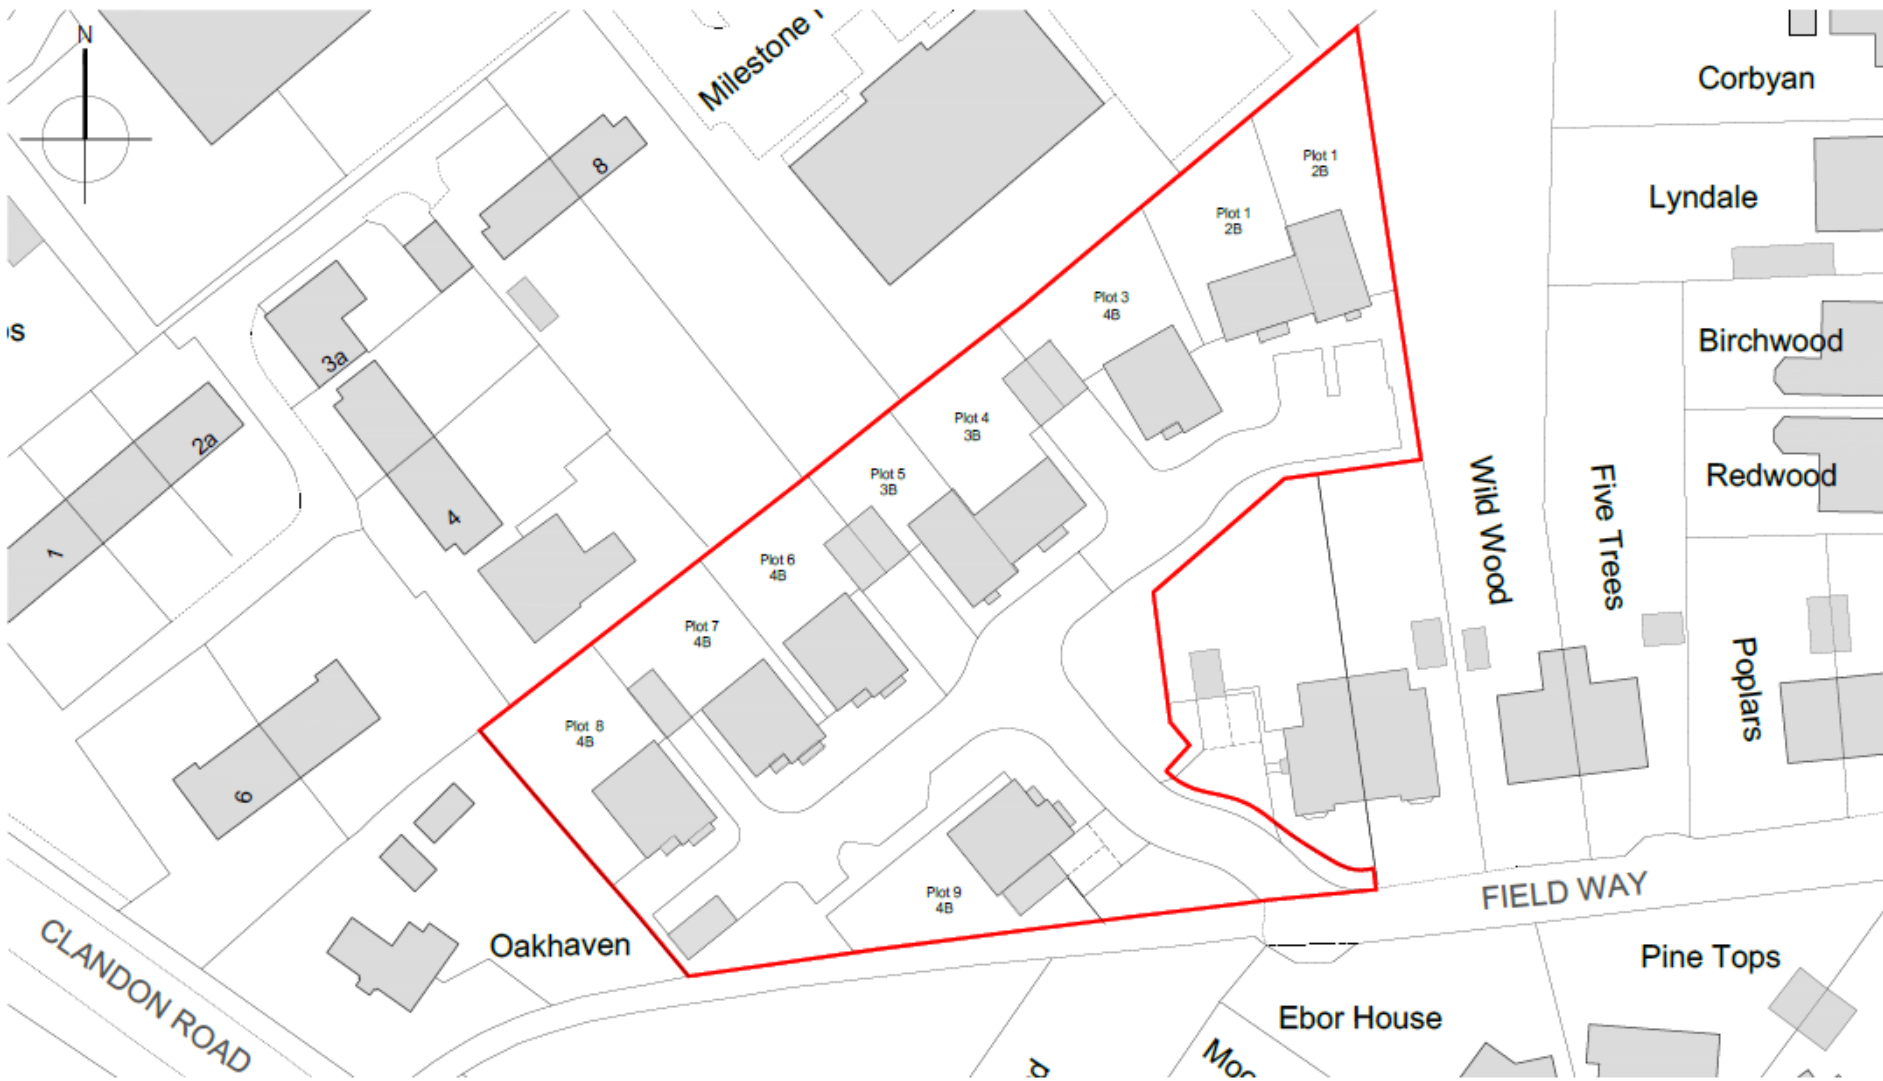 N
Milestone
Corbyan
Plot 1
2B
8
Lyndale
Plot 1
2B
Plot 3
4B
3a
Birchwood
Plot 4
3B
2a
Plot 5
3B
Redwood
4
Wild Wood
Five Trees
1
Plot 6
4B
Plot 7
4B
Poplars
Plot 8
4B
6
Plot 9
4B
FIELD WAY
CLANDON ROAD
Oakhaven
Pine Tops
Ebor House